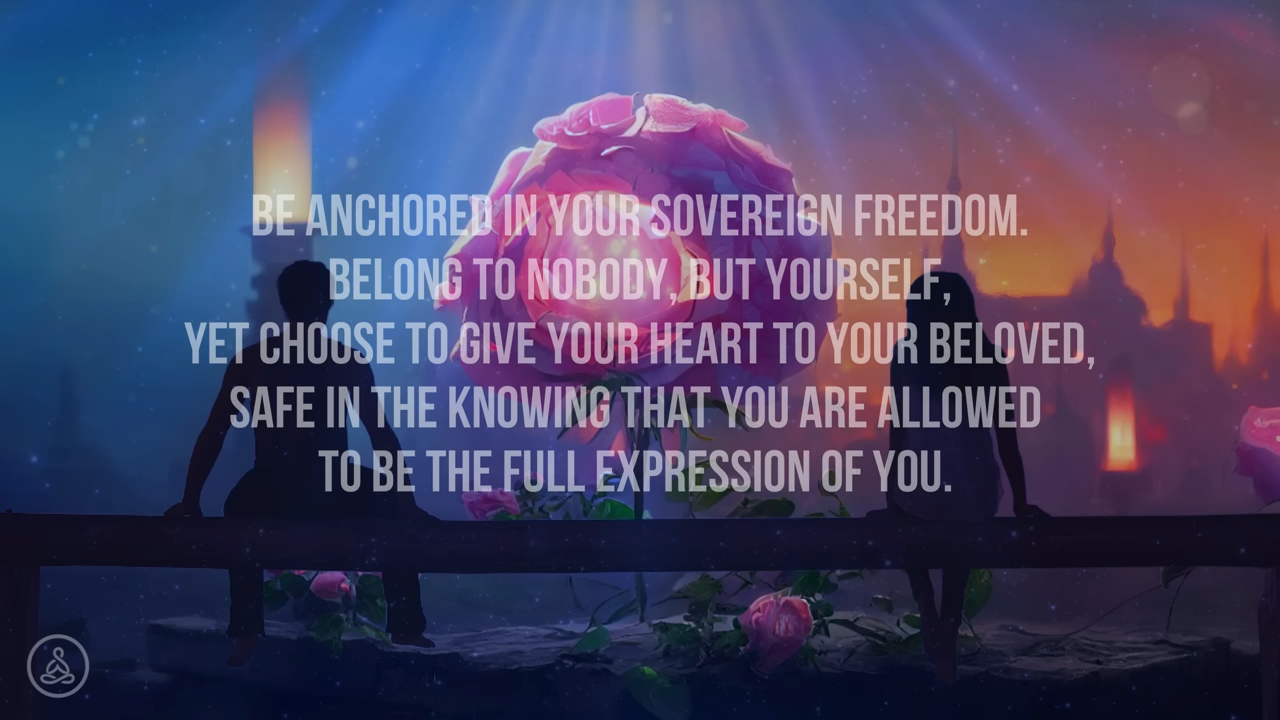 BE ANCHORED IN YOUR SOVEREIGN FREEDOM.
BELONG TO NOBODY, BUT YOURSELF,
YET CHOOSE TO GIVE YOUR HEART TO YOUR BELOVED,
SAFE IN THE KNOWING THAT YOU ARE ALLOWED
TO BE THE FULL EXPRESSION OF YOU.